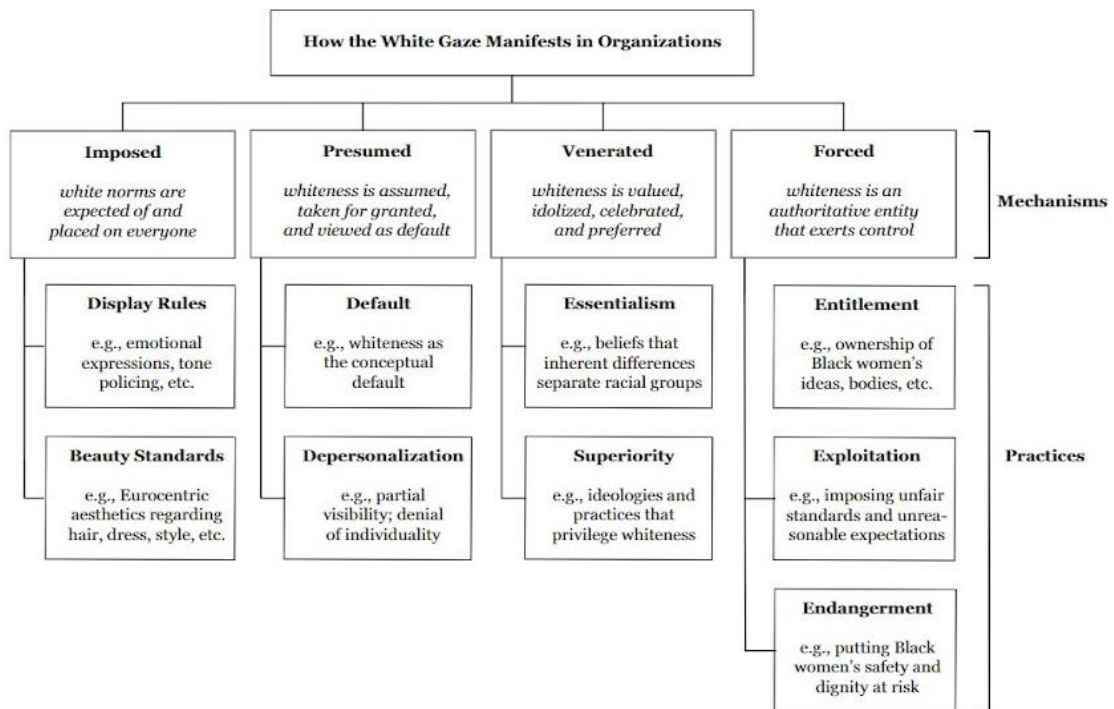 How the White Gaze Manifests in Organizations
Imposed
white norms are
expected of and
placed on everyone
Presumed
whiteness is assumed,
taken for granted,
and viewed as default
Venerated
whiteness is valued,
idolized, celebrated,
and preferred
Forced
whiteness is an
authoritative entity
that exerts control
Mechanisms
Display Rules
e.g., emotional
expressions, tone
policing, etc.
Default
e.g., whiteness as
the conceptual
default
Essentialism
e.g., beliefs that
inherent differences
separate racial groups
Entitlement
e.g., ownership of
Black women's
ideas, bodies, etc.
Beauty Standards
e.g., Eurocentric
aesthetics regarding
hair, dress, style, etc.
Depersonalization
e.g., partial
visibility; denial
of individuality
Superiority
e.g., ideologies and
practices that
privilege whiteness
Exploitation
e.g., imposing unfair
standards and unrea-
sonable expectations
Practices
Endangerment
e.g., putting Black
women's safety and
dignity at risk